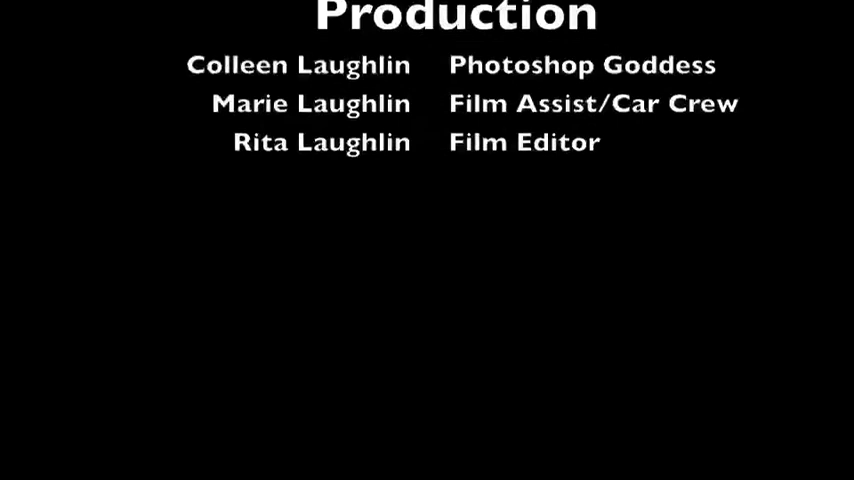 Production
Colleen Laughlin Photoshop Goddess
Marie Laughlin Film Assist/Car Crew
Rita Laughlin Film Editor